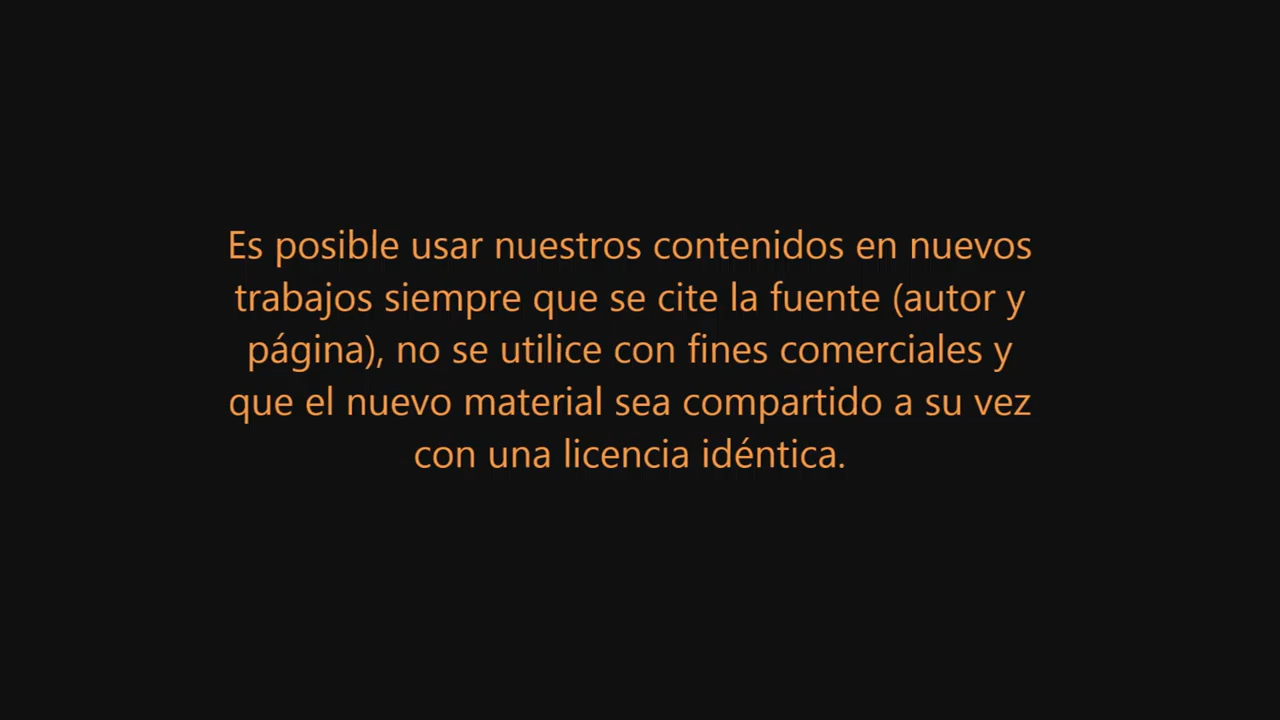 Es posible usar nuestros contenidos en nuevos
trabajos siempre que se cite la fuente (autor y
página), no se utilice con fines comerciales y
que el nuevo material sea compartido a su vez
con una licencia idéntica.